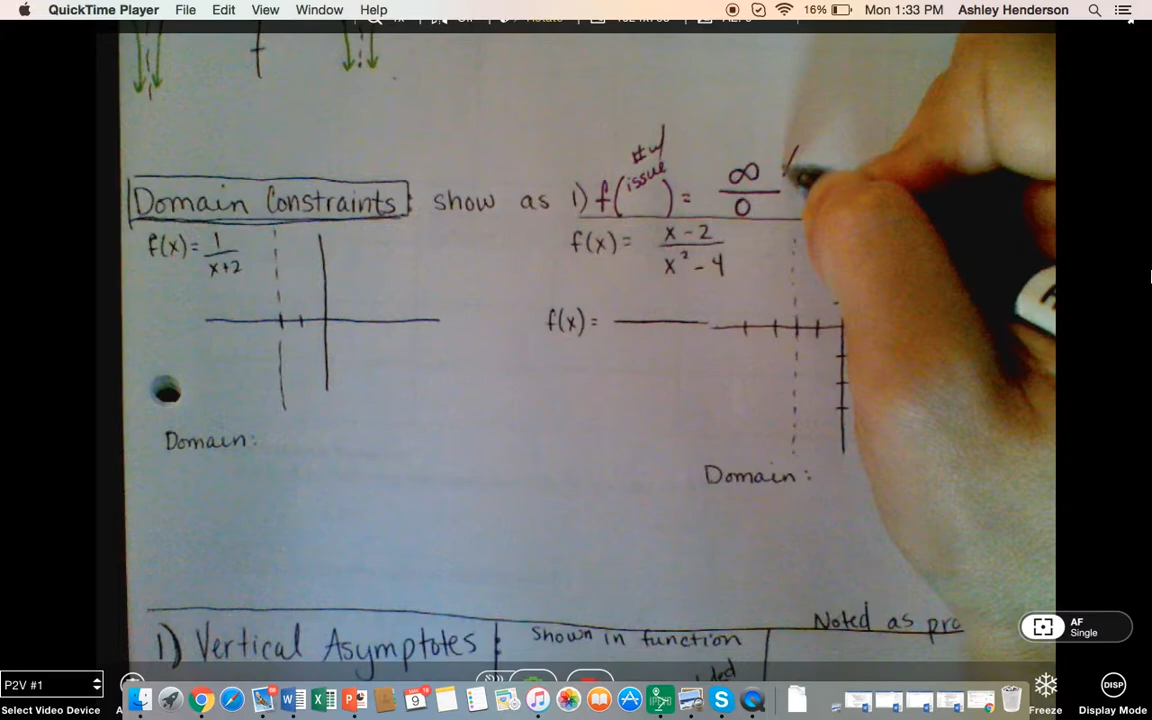 QuickTime Player File Edit View Window Help 16% Mon 1:33 PM Ashley Henderson
#w/
issue
Domain Constraints: show as 1) f( ) = ∞/0
f(x) = 1/(x+2)
f(x) = (x-2)/(x²-4)
f(x) =
Domain:
Domain:
Noted as pro
1) Vertical Asymptotes : Shown in function
AF
Single
P2V #1
Select Video Device
Freeze
DISP
Display Mode